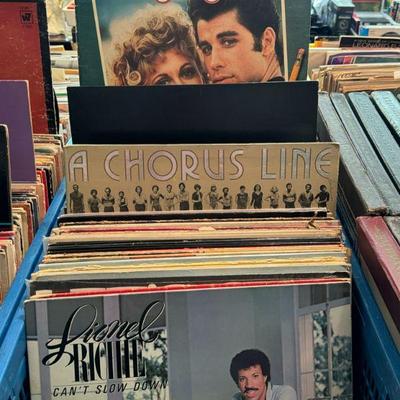 A CHORUS LINE
Lionel
RICHIE
CAN'T SLOW DOWN